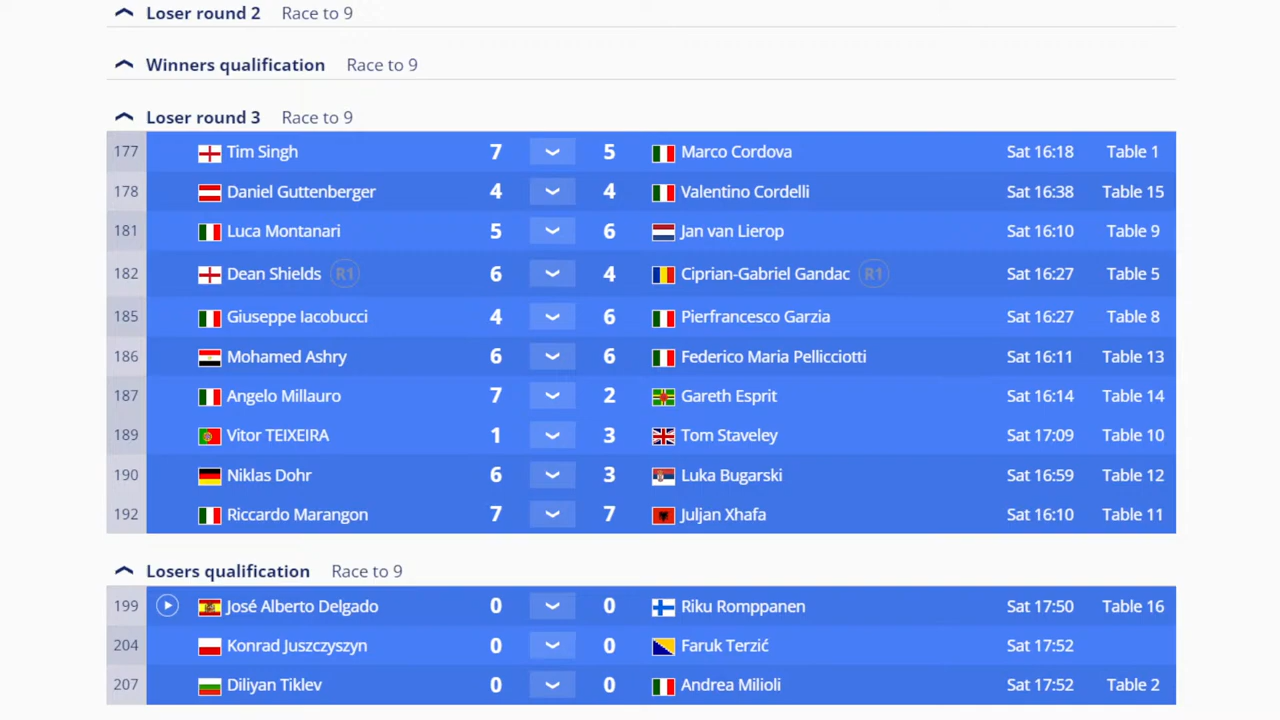 Loser round 2 Race to 9
Winners qualification Race to 9
Loser round 3 Race to 9
177 Tim Singh 7 5 Marco Cordova Sat 16:18 Table 1
178 Daniel Guttenberger 4 4 Valentino Cordelli Sat 16:38 Table 15
181 Luca Montanari 5 6 Jan van Lierop Sat 16:10 Table 9
182 Dean Shields R1 6 4 Ciprian-Gabriel Gandac R1 Sat 16:27 Table 5
185 Giuseppe Iacobucci 4 6 Pierfrancesco Garzia Sat 16:27 Table 8
186 Mohamed Ashry 6 6 Federico Maria Pellicciotti Sat 16:11 Table 13
187 Angelo Millauro 7 2 Gareth Esprit Sat 16:14 Table 14
189 Vitor TEIXEIRA 1 3 Tom Staveley Sat 17:09 Table 10
190 Niklas Dohr 6 3 Luka Bugarski Sat 16:59 Table 12
192 Riccardo Marangon 7 7 Juljan Xhafa Sat 16:10 Table 11
Losers qualification Race to 9
199 José Alberto Delgado 0 0 Riku Romppanen Sat 17:50 Table 16
204 Konrad Juszczyszyn 0 0 Faruk Terzić Sat 17:52
207 Diliyan Tiklev 0 0 Andrea Milioli Sat 17:52 Table 2